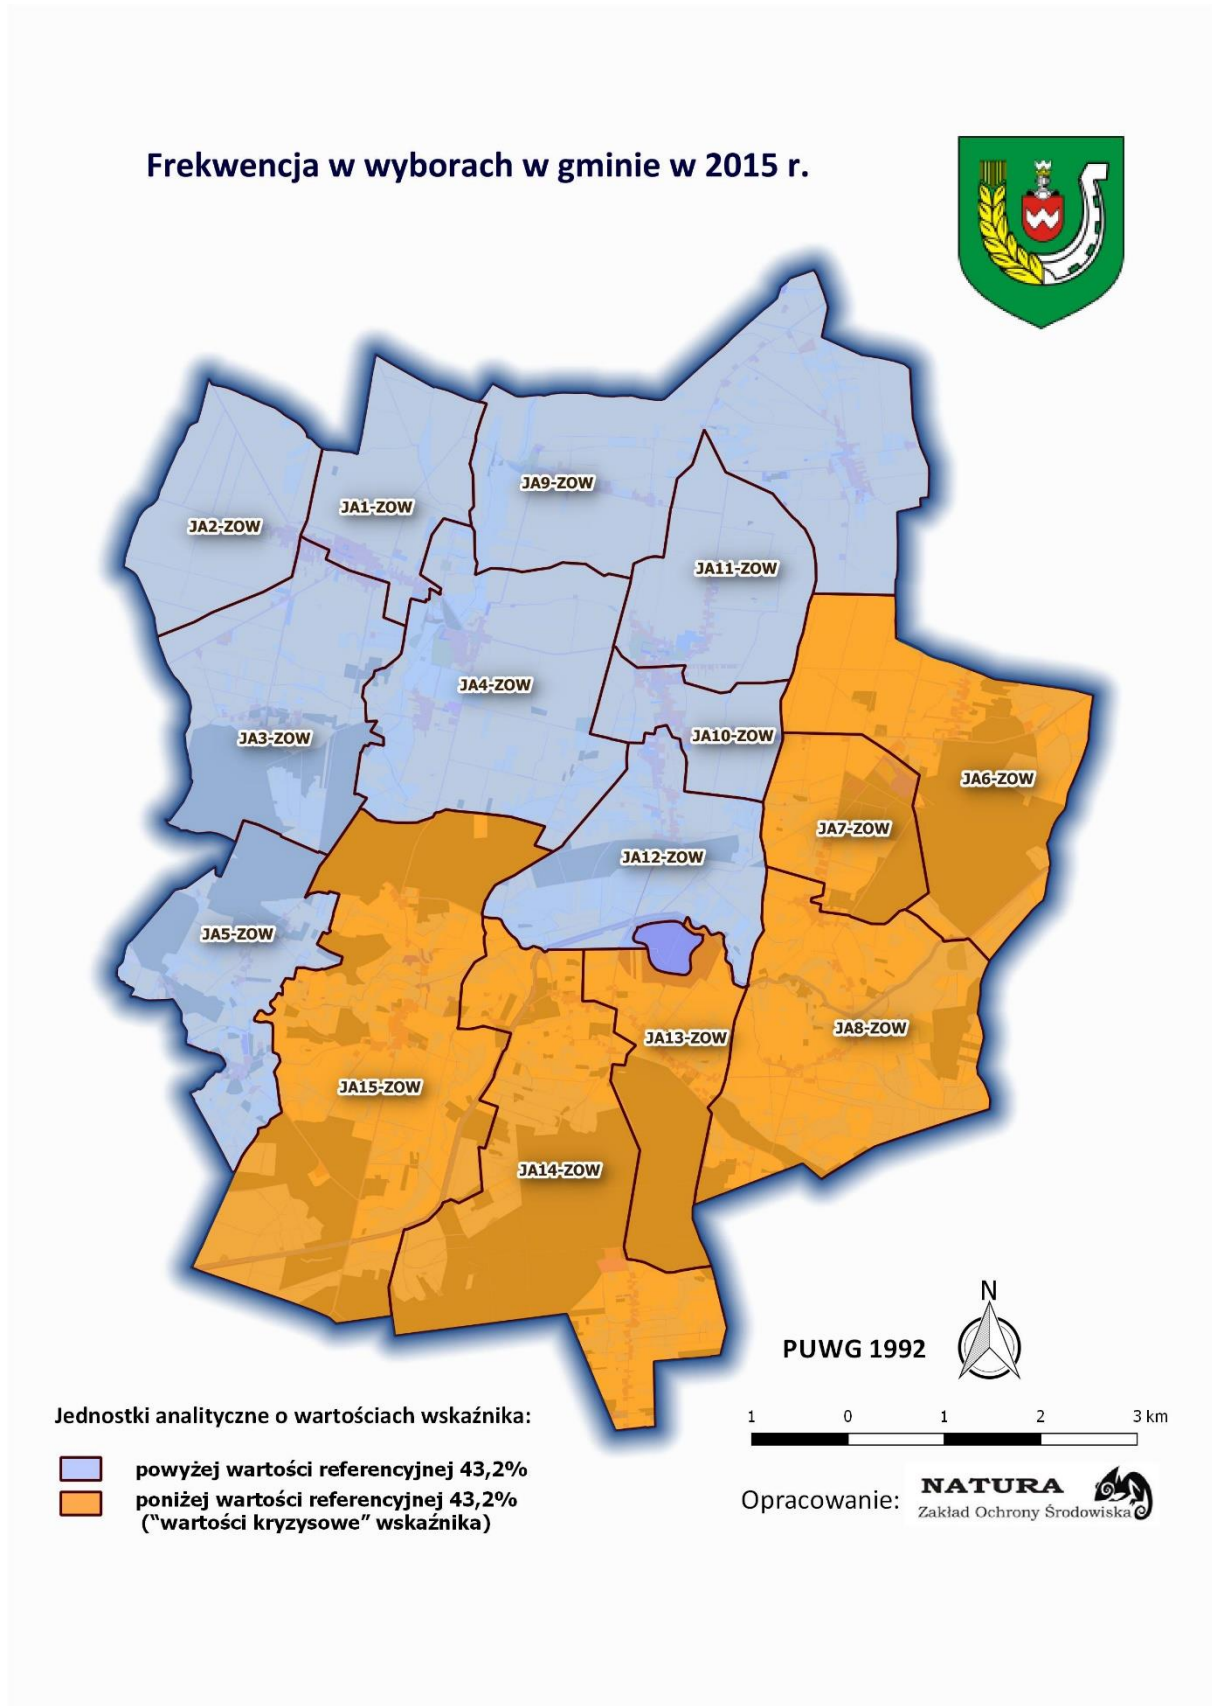 Frekwencja w wyborach w gminie w 2015 r.
JA9-ZOW
JA1-ZOW
JA2-ZOW
JA11-ZOW
JA4-ZOW
JA3-ZOW
JA10-ZOW
JA6-ZOW
JA7-ZOW
JA12-ZOW
JA5-ZOW
JA8-ZOW
JA13-ZOW
JA15-ZOW
JA14-ZOW
N
PUWG 1992
Jednostki analityczne o wartościach wskaźnika:
powyżej wartości referencyjnej 43,2%
poniżej wartości referencyjnej 43,2%
("wartości kryzysowe" wskaźnika)
1 0 1 2 3 km
Opracowanie:
NATURA
Zakład Ochrony Środowiska